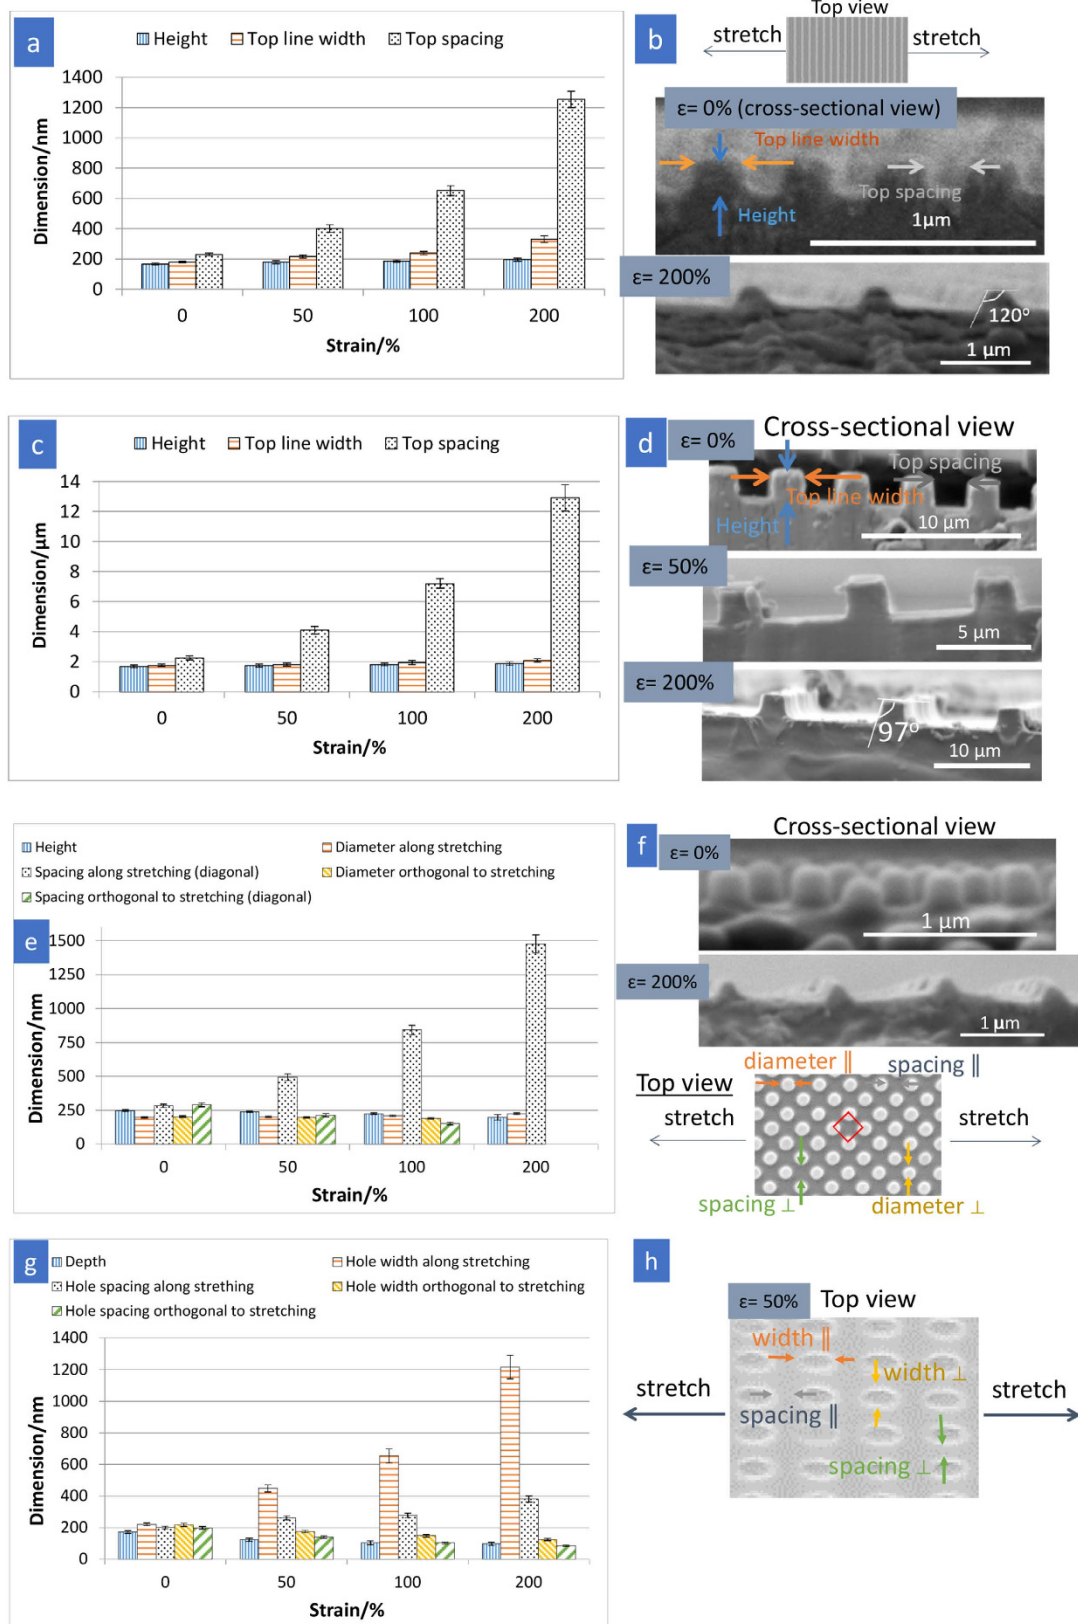 a
Height Top line width Top spacing
1400
1200
1000
800
600
400
200
0
Dimension/nm
0 50 100 200
Strain/%
b
Top view
stretch stretch
ε= 0% (cross-sectional view)
Top line width
Top spacing
Height
1µm
ε= 200%
120°
1 µm
c
Height Top line width Top spacing
14
12
10
8
6
4
2
0
Dimension/µm
0 50 100 200
Strain/%
d
Cross-sectional view
ε= 0%
Top spacing
Top line width
Height
10 µm
ε= 50%
5 µm
ε= 200%
97°
10 µm
e
Height Diameter along stretching
Spacing along stretching (diagonal) Diameter orthogonal to stretching
Spacing orthogonal to stretching (diagonal)
1500
1250
1000
750
500
250
0
Dimension/nm
0 50 100 200
Strain/%
f
Cross-sectional view
ε= 0%
1 µm
ε= 200%
1 µm
diameter ∥ spacing ∥
Top view
stretch stretch
spacing ⊥ diameter ⊥
g
Depth Hole width along stretching
Hole spacing along strething Hole width orthogonal to stretching
Hole spacing orthogonal to stretching
1400
1200
1000
800
600
400
200
0
Dimension/nm
0 50 100 200
Strain/%
h
ε= 50% Top view
width ∥
width ⊥
stretch stretch
spacing ∥
spacing ⊥